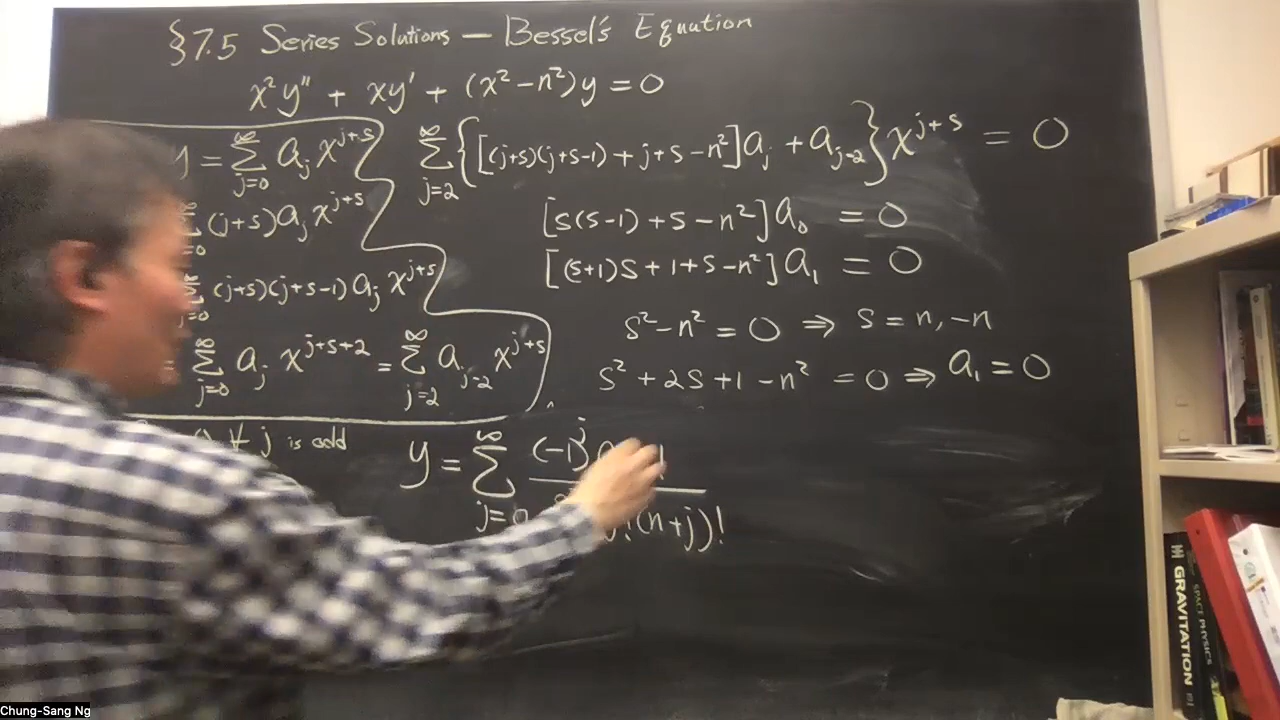 §7.5 Series Solutions — Bessel's Equation
x²y'' + xy' + (x² - n²)y = 0
y = ∑_{j=0}^{∞} a_j x^{j+s}
∑_{j=2}^{∞} {[(j+s)(j+s-1) + j+s - n²]a_j + a_{j-2}} x^{j+s} = 0
(j+s) a_j x^{j+s}
[s(s-1) + s - n²]a_0 = 0
(j+s)(j+s-1) a_j x^{j+s}
[(s+1)s + 1+s - n²]a_1 = 0
s² - n² = 0 ⇒ s = n, -n
= ∑_{j=0}^{∞} a_j x^{j+s+2} = ∑_{j=2}^{∞} a_{j-2} x^{j+s}
s² + 2s + 1 - n² = 0 ⇒ a_1 = 0
∀ j is odd
y = ∑_{j=0}^{∞} (-1)^j
!(n+j)!
GRAVITATION
SPACE PHYSICS
Chung-Sang Ng